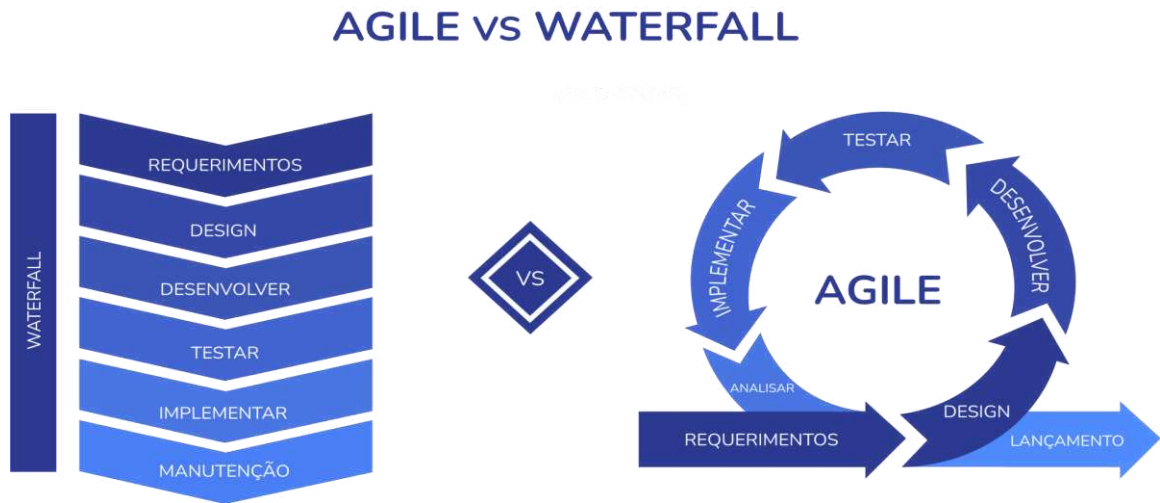 AGILE VS WATERFALL
WATERFALL
REQUERIMENTOS
DESIGN
DESENVOLVER
TESTAR
IMPLEMENTAR
MANUTENÇÃO
VS
AGILE
REQUERIMENTOS
DESIGN
DESENVOLVER
TESTAR
IMPLEMENTAR
ANALISAR
LANÇAMENTO